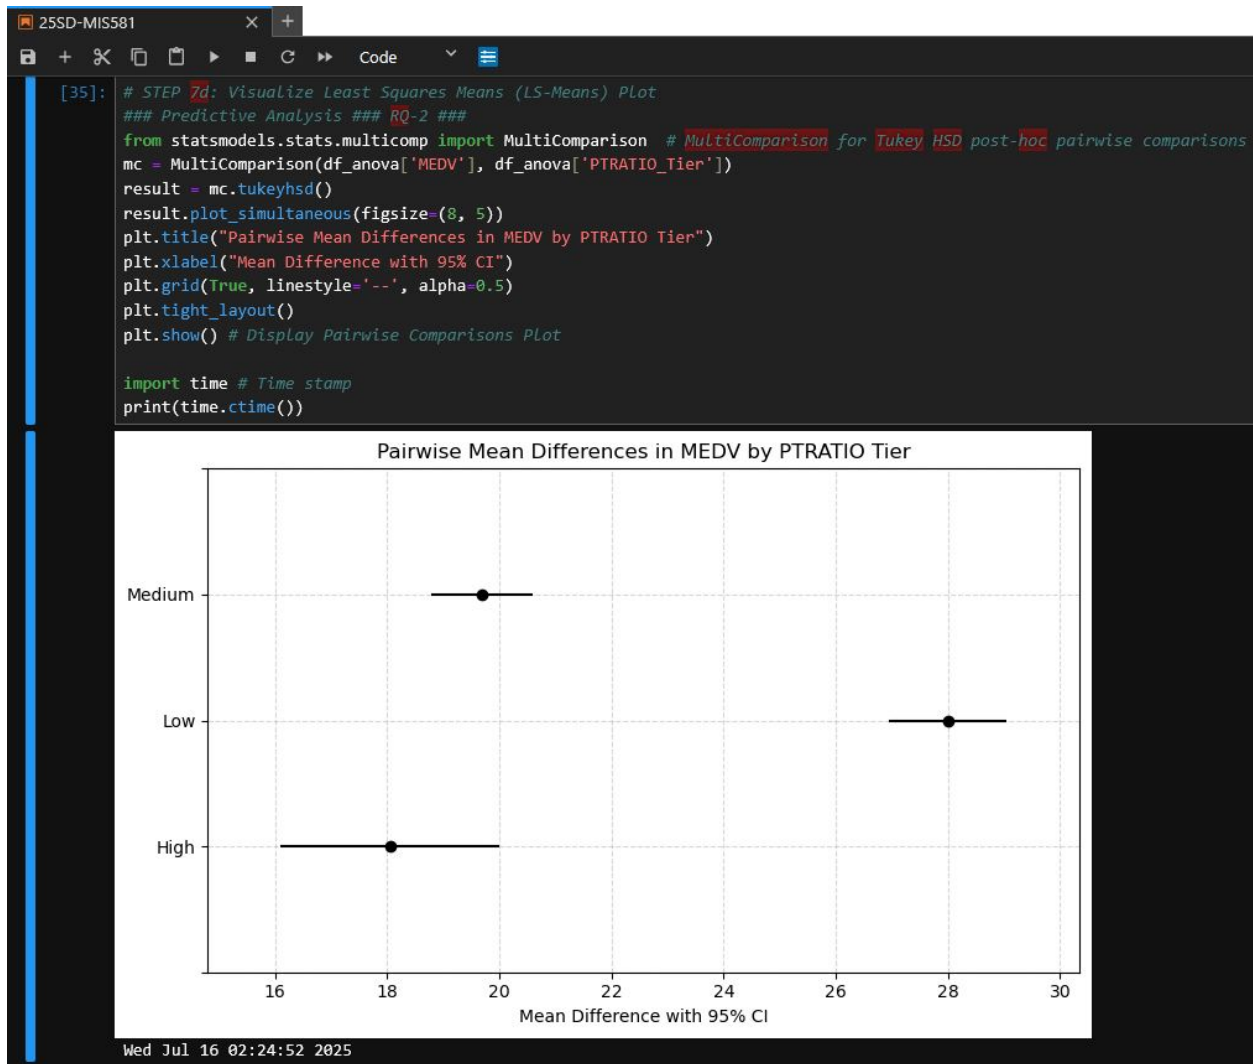 25SD-MIS581
Code
[35]:
# STEP 7d: Visualize Least Squares Means (LS-Means) Plot
### Predictive Analysis ### RQ-2 ###
from statsmodels.stats.multicomp import MultiComparison  # MultiComparison for Tukey HSD post-hoc pairwise comparisons
mc = MultiComparison(df_anova['MEDV'], df_anova['PTRATIO_Tier'])
result = mc.tukeyhsd()
result.plot_simultaneous(figsize=(8, 5))
plt.title("Pairwise Mean Differences in MEDV by PTRATIO Tier")
plt.xlabel("Mean Difference with 95% CI")
plt.grid(True, linestyle='--', alpha=0.5)
plt.tight_layout()
plt.show() # Display Pairwise Comparisons Plot
import time # Time stamp
print(time.ctime())
Pairwise Mean Differences in MEDV by PTRATIO Tier
Medium
Low
High
16 18 20 22 24 26 28 30
Mean Difference with 95% CI
Wed Jul 16 02:24:52 2025